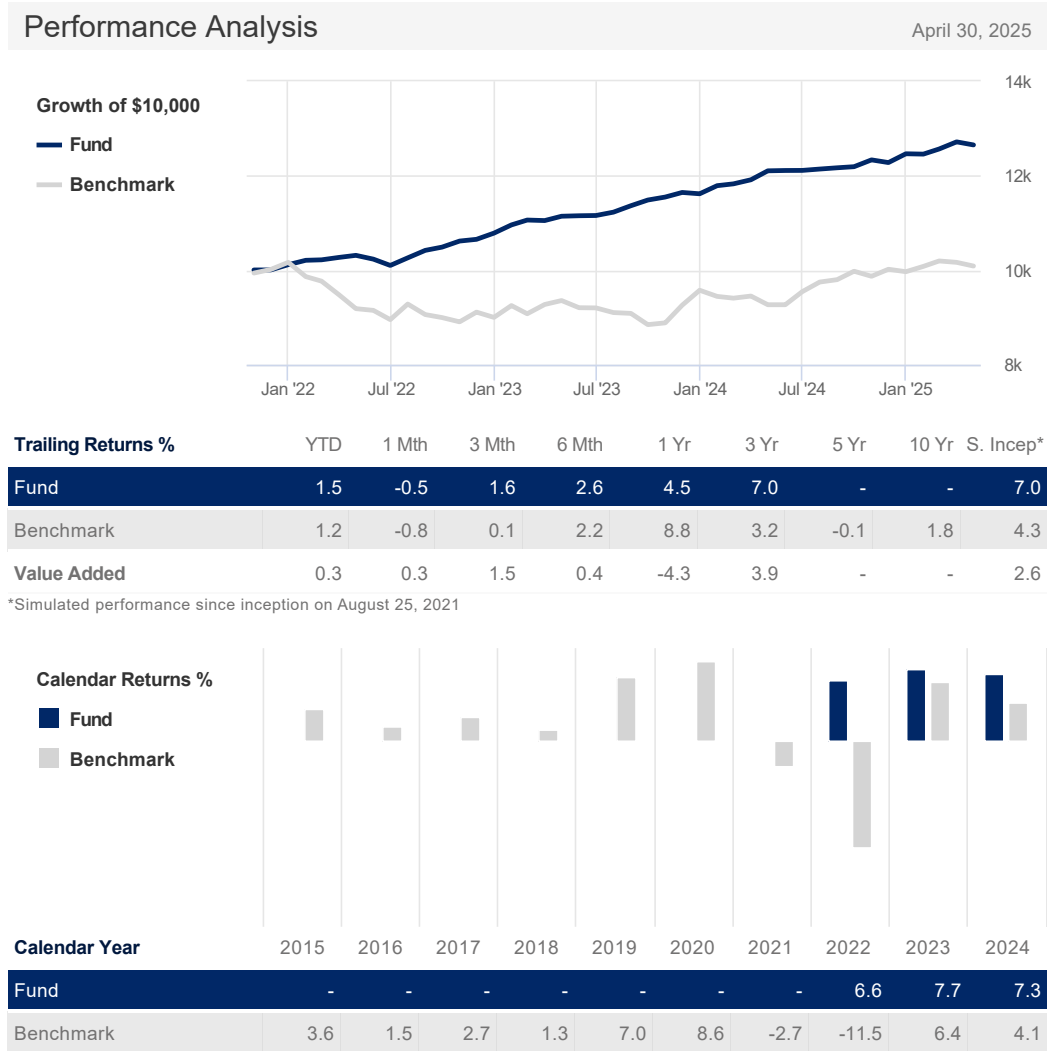 Performance Analysis April 30, 2025
14k
Growth of $10,000
Fund
12k
Benchmark
10k
8k
Jan '22 Jul '22 Jan '23 Jul '23 Jan '24 Jul '24 Jan '25
Trailing Returns % YTD 1 Mth 3 Mth 6 Mth 1 Yr 3 Yr 5 Yr 10 Yr S. Incep*
Fund 1.5 -0.5 1.6 2.6 4.5 7.0 - - 7.0
Benchmark 1.2 -0.8 0.1 2.2 8.8 3.2 -0.1 1.8 4.3
Value Added 0.3 0.3 1.5 0.4 -4.3 3.9 - - 2.6
*Simulated performance since inception on August 25, 2021
Calendar Returns %
Fund
Benchmark
Calendar Year 2015 2016 2017 2018 2019 2020 2021 2022 2023 2024
Fund - - - - - - - 6.6 7.7 7.3
Benchmark 3.6 1.5 2.7 1.3 7.0 8.6 -2.7 -11.5 6.4 4.1